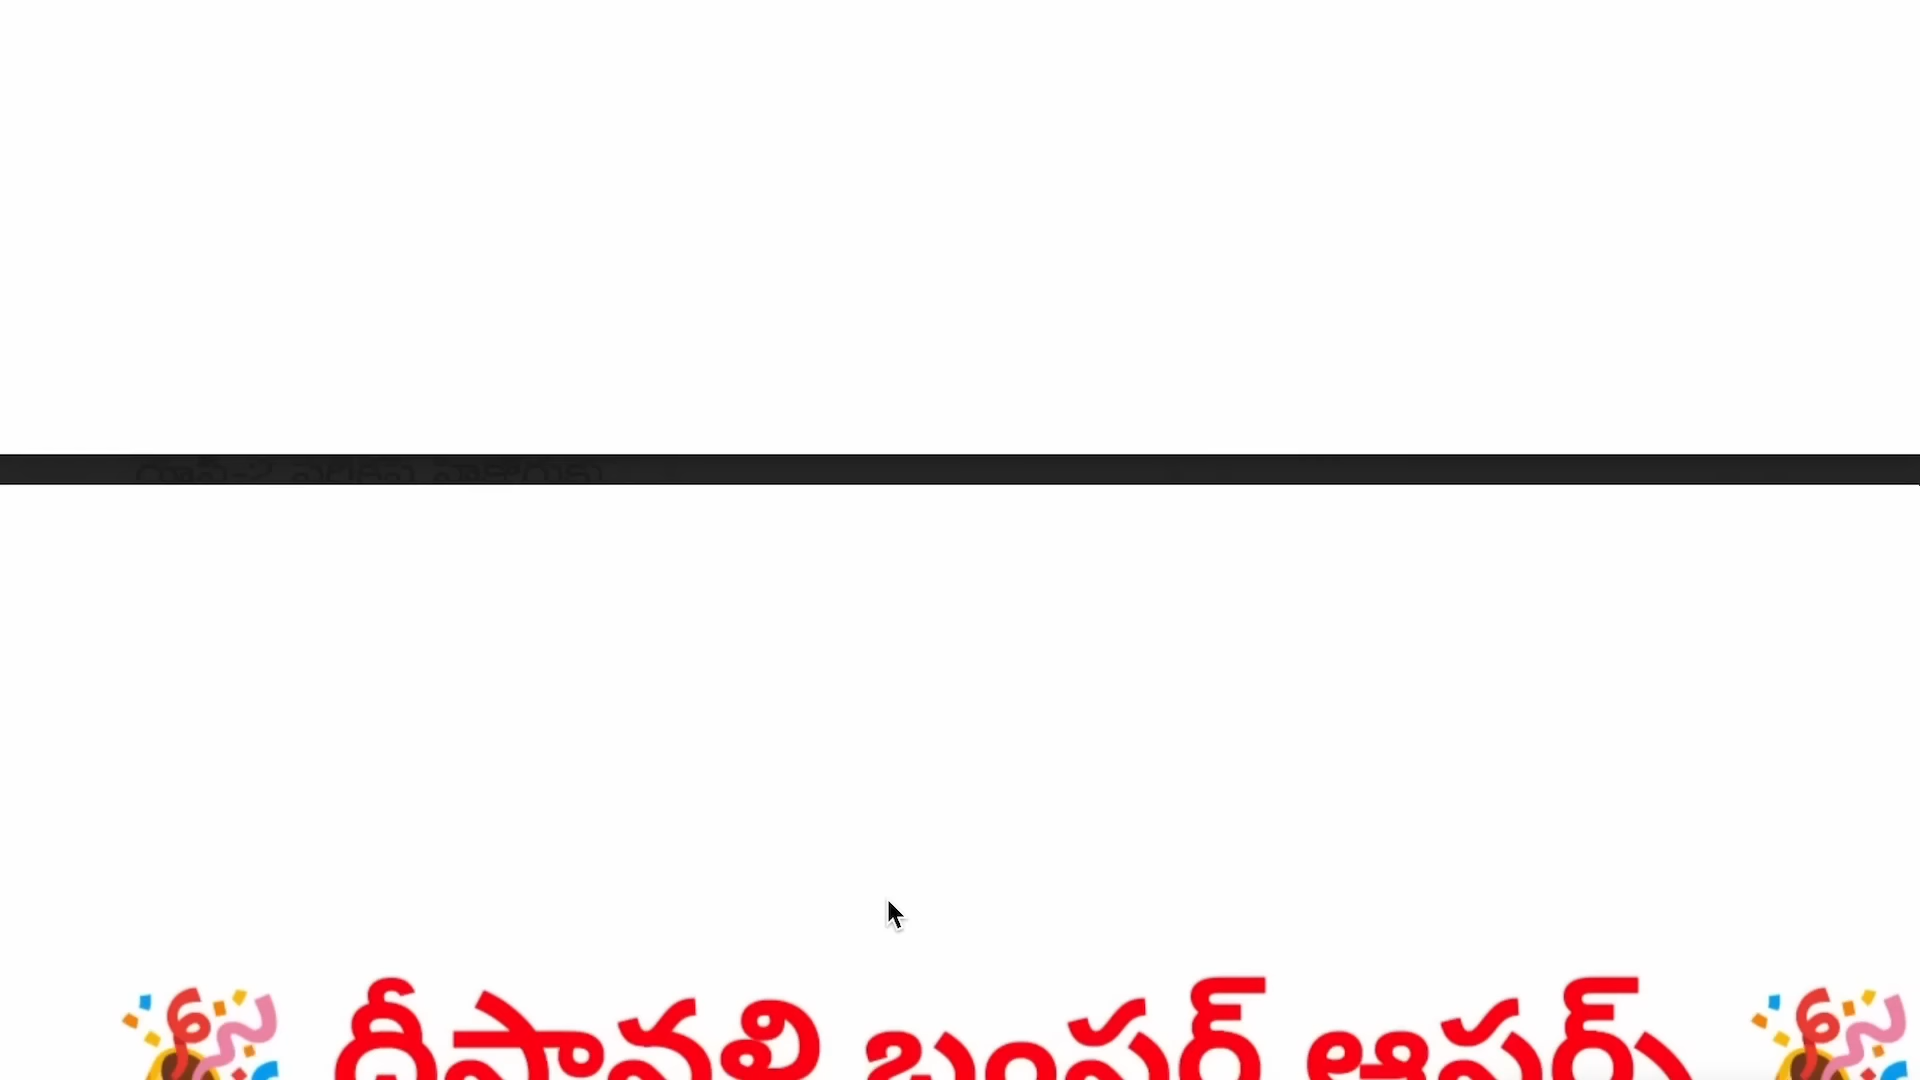 🎉 దీపావళి బంపర్ ఆఫర్స్ 🎉